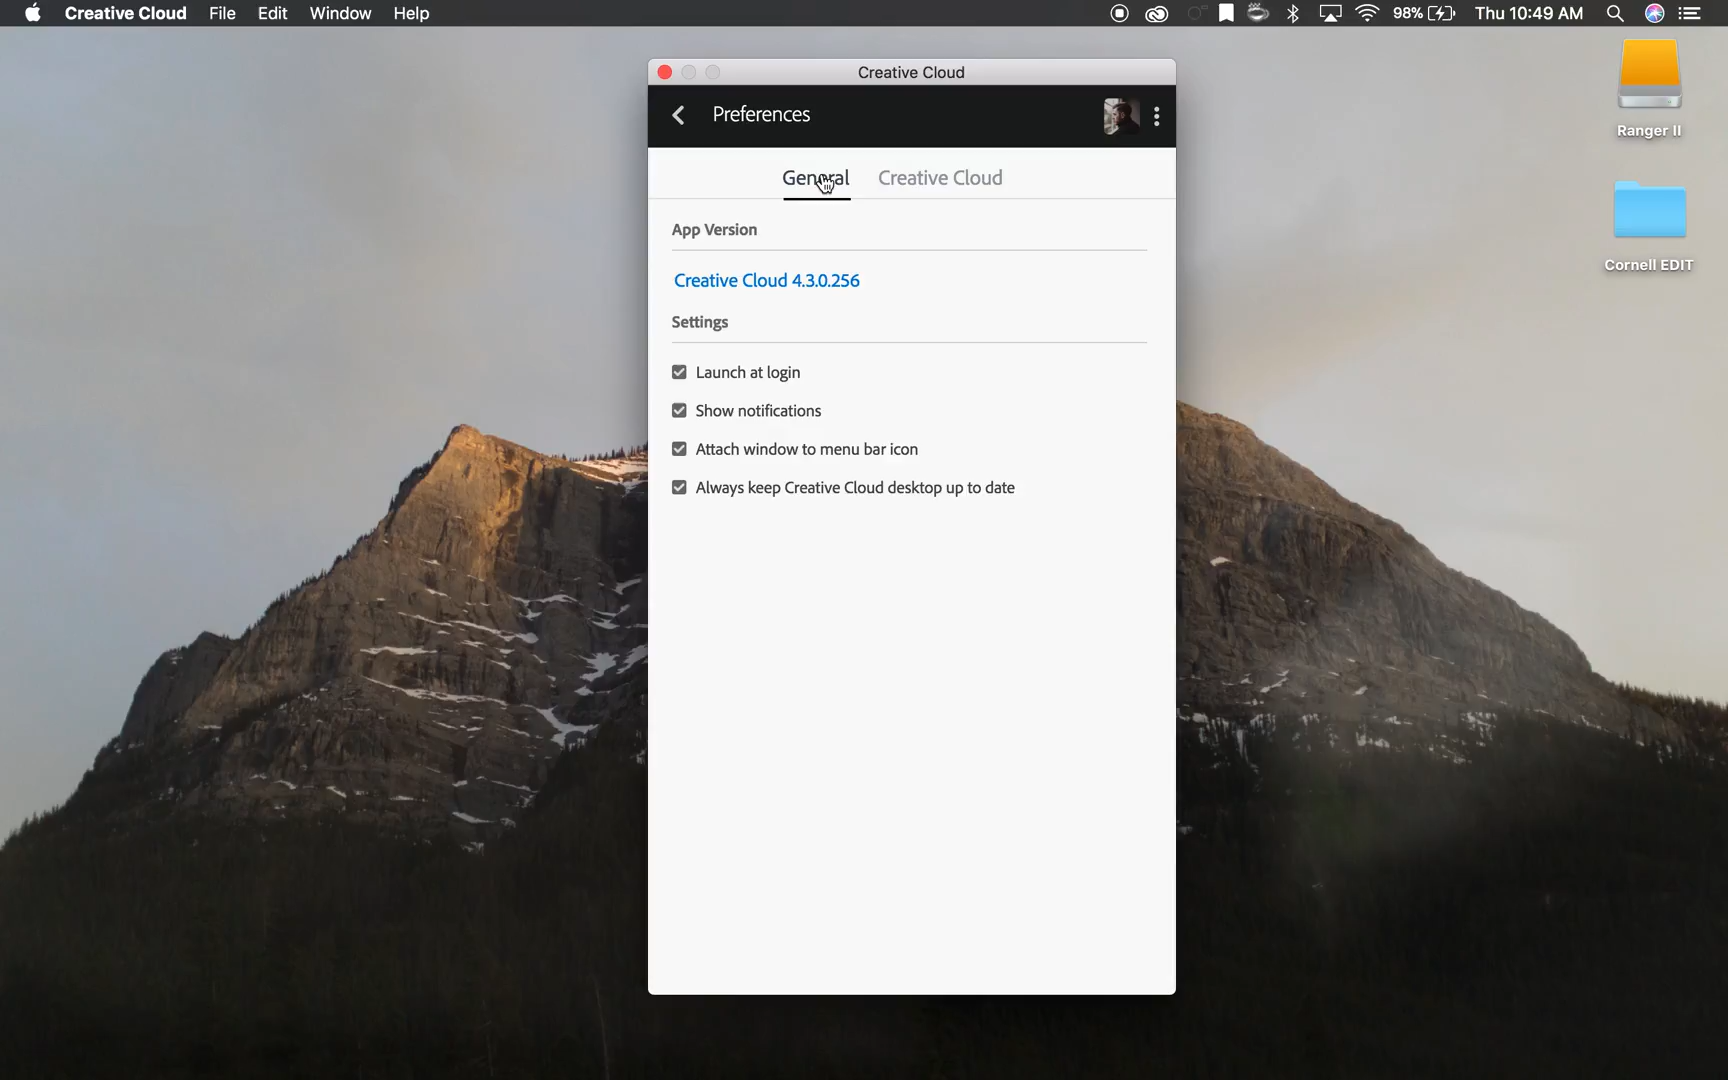 Creative Cloud File Edit Window Help 98% Thu 10:49 AM
Creative Cloud
Preferences
General Creative Cloud
App Version
Creative Cloud 4.3.0.256
Settings
Launch at login
Show notifications
Attach window to menu bar icon
Always keep Creative Cloud desktop up to date
Ranger II
Cornell EDIT